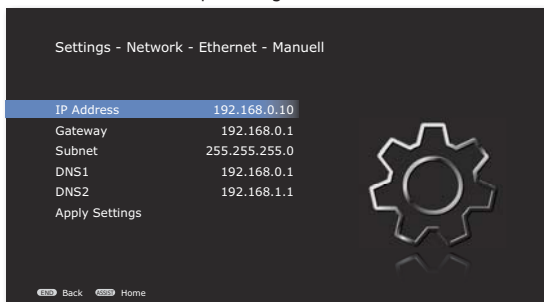 Settings - Network - Ethernet - Manuell
IP Address 192.168.0.10
Gateway 192.168.0.1
Subnet 255.255.255.0
DNS1 192.168.0.1
DNS2 192.168.1.1
Apply Settings
END Back ASSIST Home